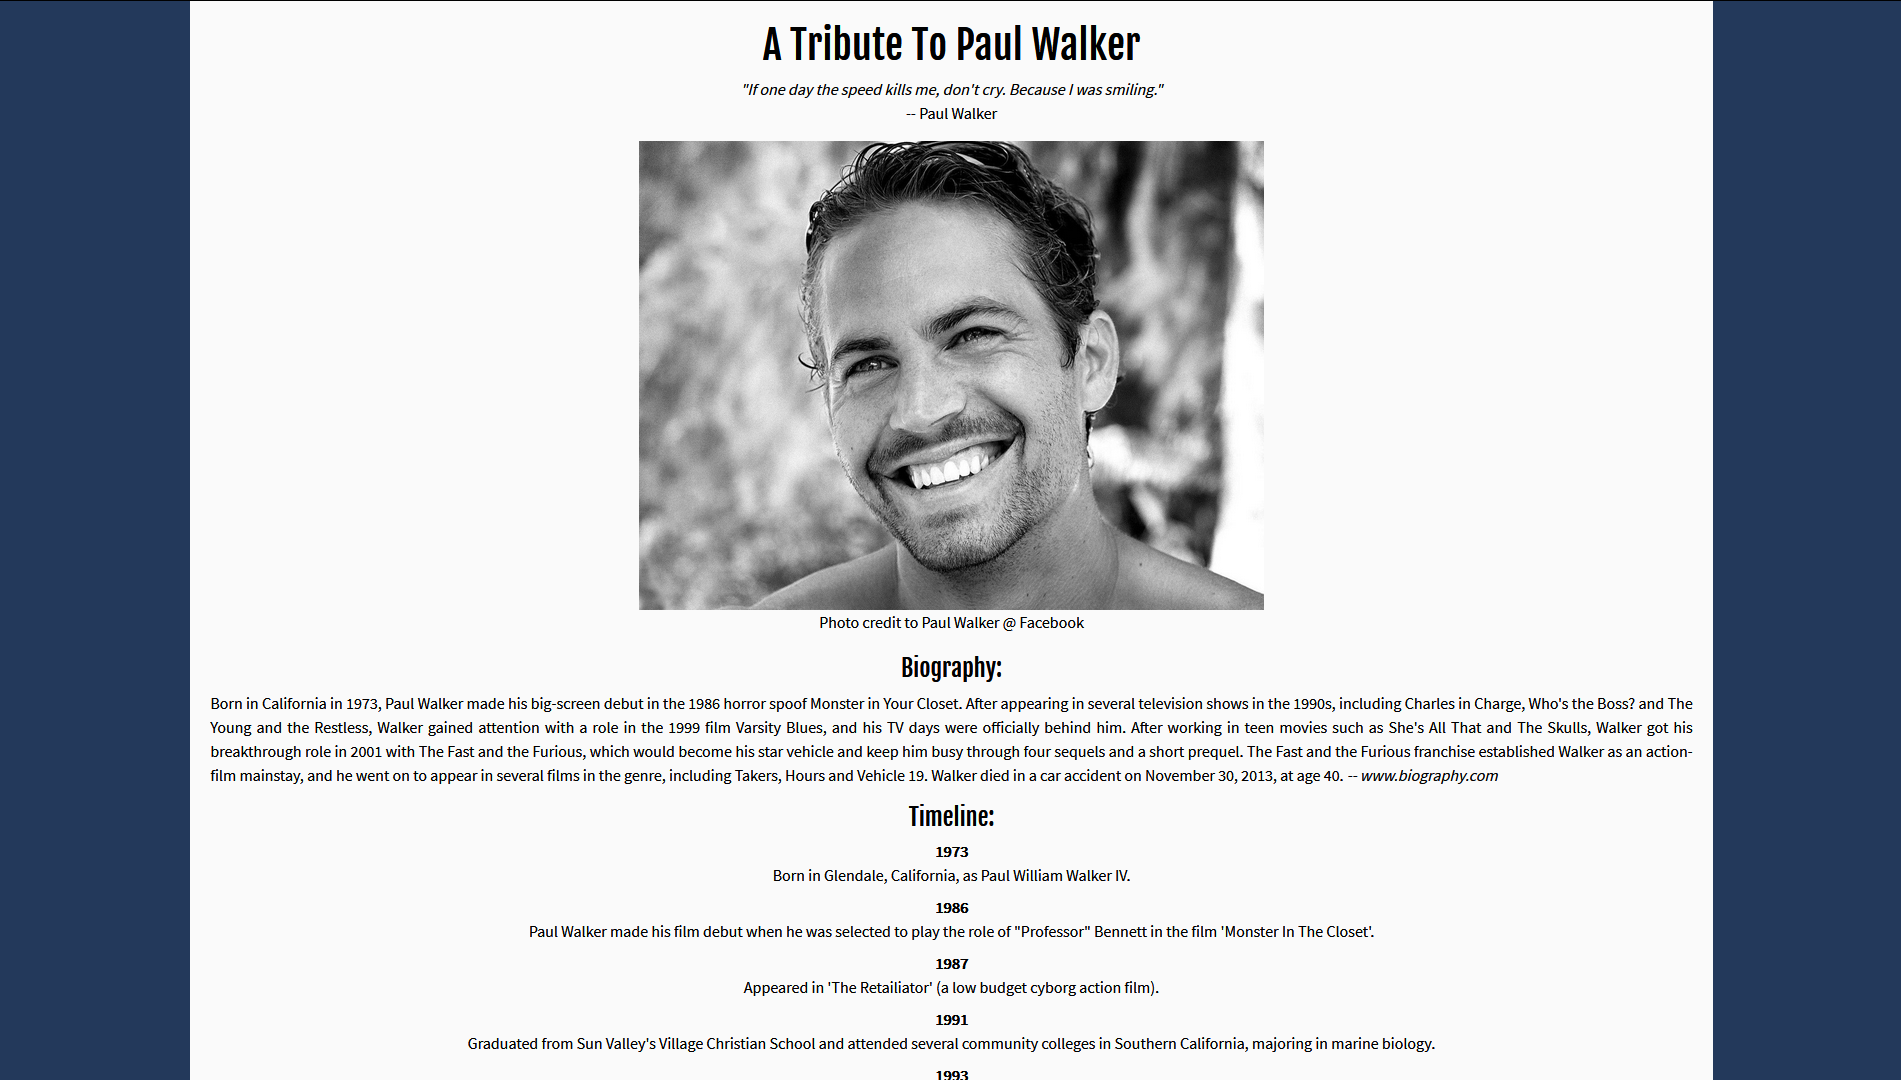 A Tribute To Paul Walker
"If one day the speed kills me, don't cry. Because I was smiling."
-- Paul Walker
Photo credit to Paul Walker @ Facebook
Biography:
Born in California in 1973, Paul Walker made his big-screen debut in the 1986 horror spoof Monster in Your Closet. After appearing in several television shows in the 1990s, including Charles in Charge, Who's the Boss? and The
Young and the Restless, Walker gained attention with a role in the 1999 film Varsity Blues, and his TV days were officially behind him. After working in teen movies such as She's All That and The Skulls, Walker got his
breakthrough role in 2001 with The Fast and the Furious, which would become his star vehicle and keep him busy through four sequels and a short prequel. The Fast and the Furious franchise established Walker as an action-
film mainstay, and he went on to appear in several films in the genre, including Takers, Hours and Vehicle 19. Walker died in a car accident on November 30, 2013, at age 40. -- www.biography.com
Timeline:
1973
Born in Glendale, California, as Paul William Walker IV.
1986
Paul Walker made his film debut when he was selected to play the role of "Professor" Bennett in the film 'Monster In The Closet'.
1987
Appeared in 'The Retailiator' (a low budget cyborg action film).
1991
Graduated from Sun Valley's Village Christian School and attended several community colleges in Southern California, majoring in marine biology.
1993